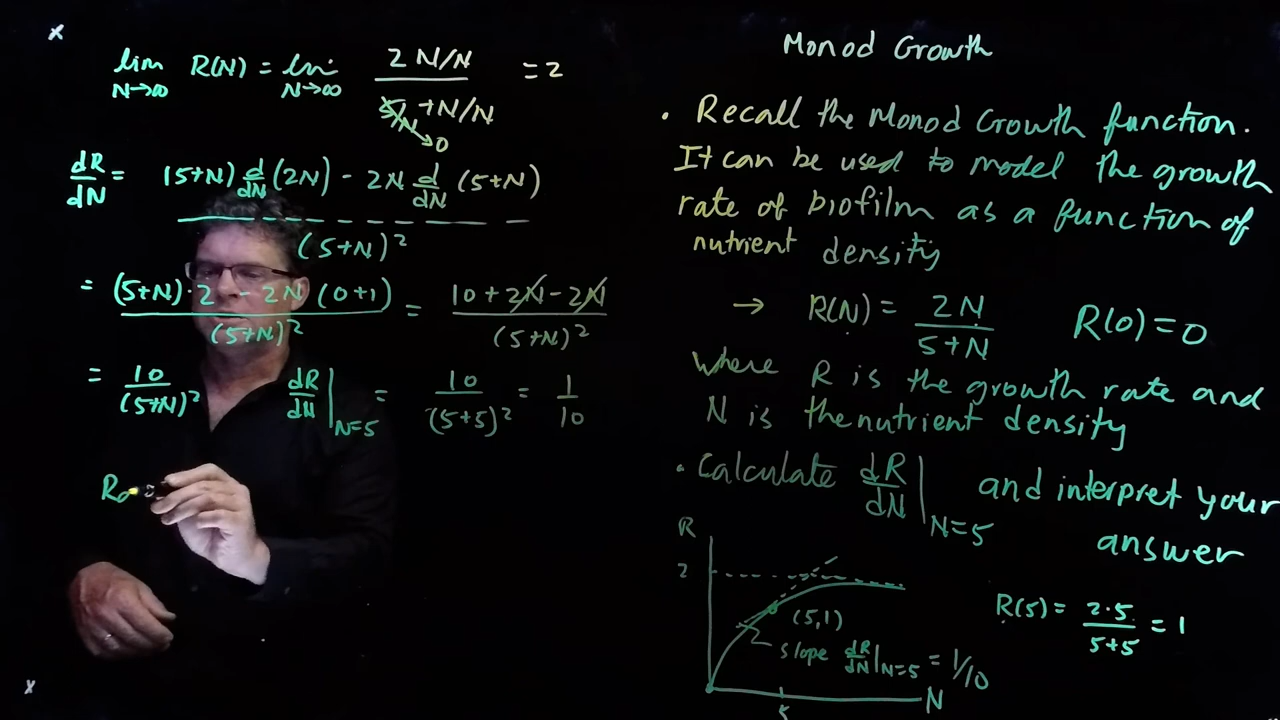 x
lim N→∞ R(N) = lim N→∞ (2 N/N) / (5/N + N/N) = 2
→0
dR/dN = ((5+N) d/dN (2N) - 2N d/dN (5+N)) / (5+N)²
= ((5+N)·2 - 2N (0+1)) / (5+N)² = (10 + 2N - 2N) / (5+N)²
= 10/(5+N)² dR/dN |N=5 = 10/(5+5)² = 1/10
Ra
x
Monod Growth
• Recall the Monod Growth function.
It can be used to model the growth
rate of biofilm as a function of
nutrient density
→ R(N) = 2N/(5+N) R(0) = 0
where R is the growth rate and
N is the nutrient density
• Calculate dR/dN |N=5 and interpret your
answer
R
2
(5,1)
slope dR/dN |N=5 = 1/10
N
5
R(5) = 2·5/(5+5) = 1